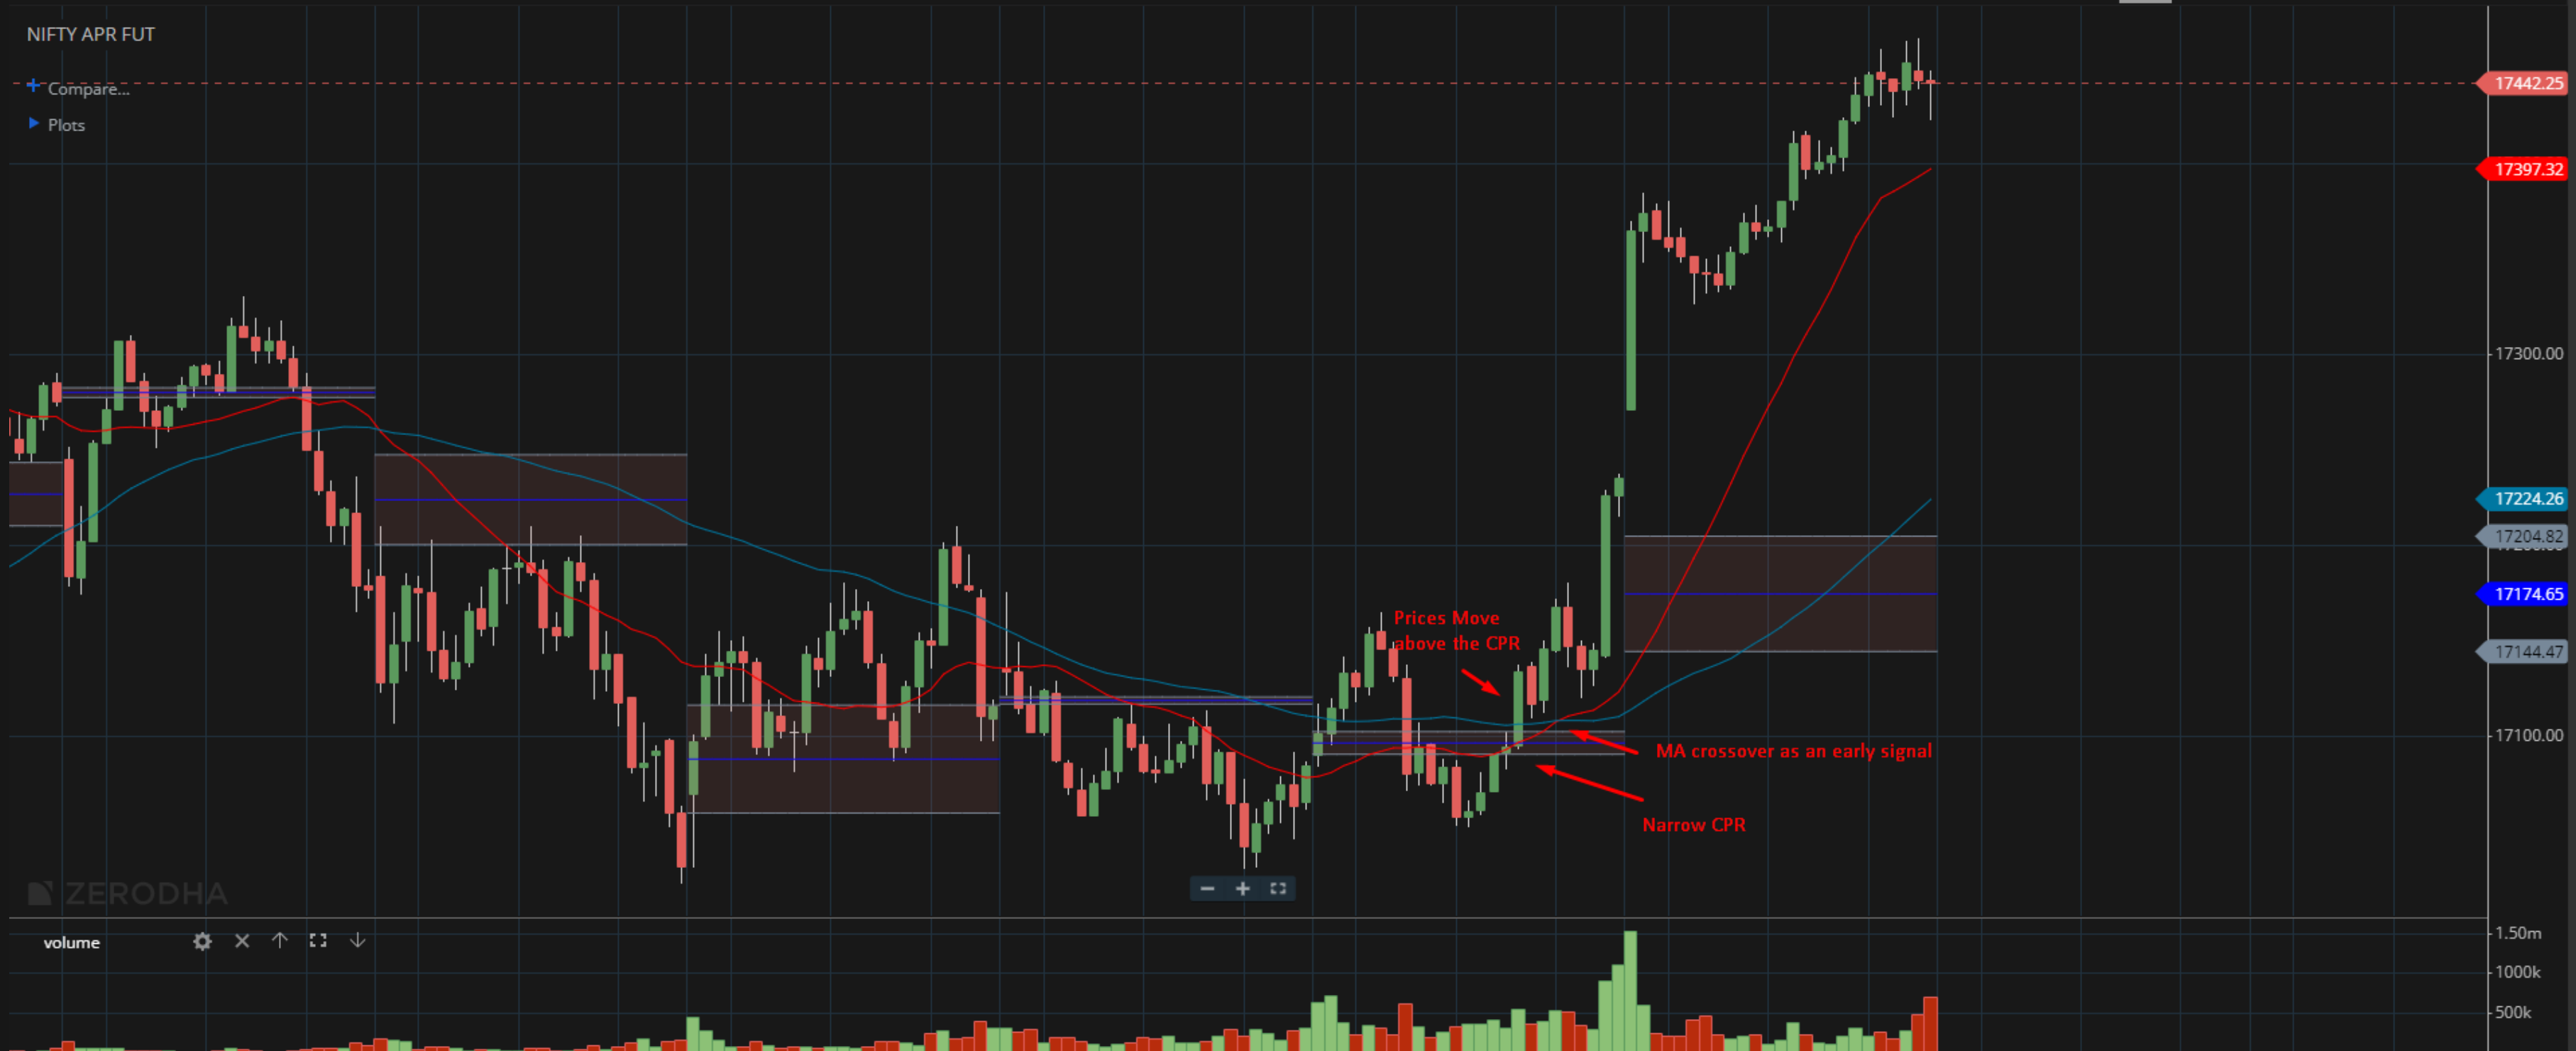 NIFTY APR FUT
Compare...
Plots
17442.25
17397.32
17300.00
17224.26
17204.82
17174.65
17144.47
Prices Move
above the CPR
17100.00
MA crossover as an early signal
Narrow CPR
ZERODHA
volume
1.50m
1000k
500k